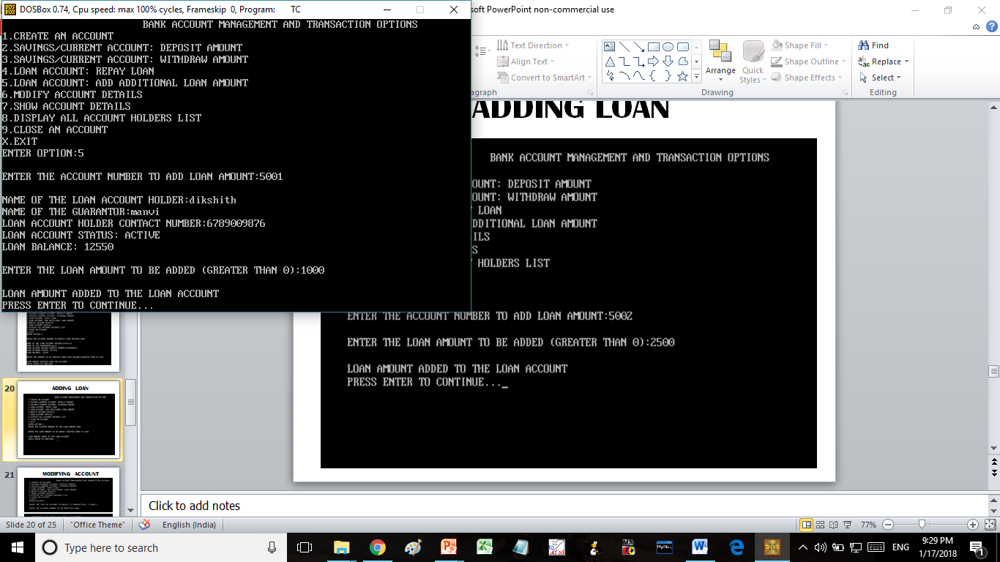 DOSBox 0.74, Cpu speed: max 100% cycles, Frameskip 0, Program: TC
BANK ACCOUNT MANAGEMENT AND TRANSACTION OPTIONS
1.CREATE AN ACCOUNT
2.SAVINGS/CURRENT ACCOUNT: DEPOSIT AMOUNT
3.SAVINGS/CURRENT ACCOUNT: WITHDRAW AMOUNT
4.LOAN ACCOUNT: REPAY LOAN
5.LOAN ACCOUNT: ADD ADDITIONAL LOAN AMOUNT
6.MODIFY ACCOUNT DETAILS
7.SHOW ACCOUNT DETAILS
8.DISPLAY ALL ACCOUNT HOLDERS LIST
9.CLOSE AN ACCOUNT
X.EXIT
ENTER OPTION:5
ENTER THE ACCOUNT NUMBER TO ADD LOAN AMOUNT:5001
NAME OF THE LOAN ACCOUNT HOLDER:dikshith
NAME OF THE GUARANTOR:manvi
LOAN ACCOUNT HOLDER CONTACT NUMBER:6789009876
LOAN ACCOUNT STATUS: ACTIVE
LOAN BALANCE: 12550
ENTER THE LOAN AMOUNT TO BE ADDED (GREATER THAN 0):1000
LOAN AMOUNT ADDED TO THE LOAN ACCOUNT
PRESS ENTER TO CONTINUE...
soft PowerPoint non-commercial use
Text Direction
Align Text
Convert to SmartArt
agraph
Arrange
Quick
Styles
Shape Fill
Shape Outline
Shape Effects
Drawing
Find
Replace
Select
Editing
ADDING LOAN
BANK ACCOUNT MANAGEMENT AND TRANSACTION OPTIONS
OUNT: DEPOSIT AMOUNT
OUNT: WITHDRAW AMOUNT
LOAN
DDITIONAL LOAN AMOUNT
ILS
S
HOLDERS LIST
ENTER THE ACCOUNT NUMBER TO ADD LOAN AMOUNT:5002
ENTER THE LOAN AMOUNT TO BE ADDED (GREATER THAN 0):2500
LOAN AMOUNT ADDED TO THE LOAN ACCOUNT
PRESS ENTER TO CONTINUE..._
20
ADDING LOAN
21
MODIFYING ACCOUNT
Click to add notes
Slide 20 of 25
"Office Theme"
English (India)
77%
Type here to search
ENG
9:29 PM
1/17/2018
1